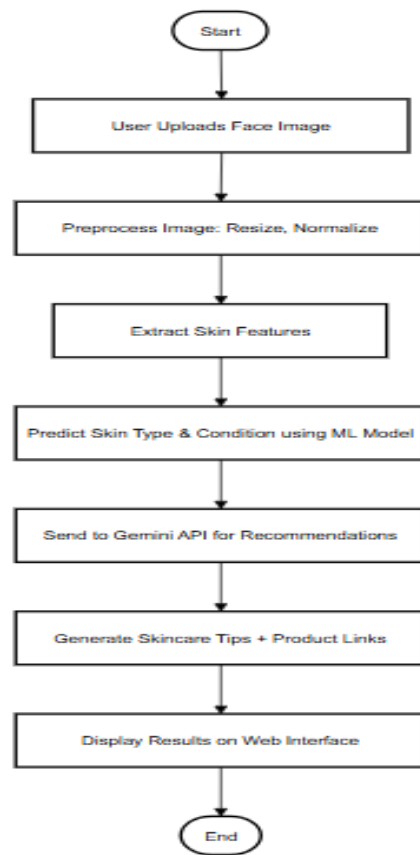 Start
User Uploads Face Image
Preprocess Image: Resize, Normalize
Extract Skin Features
Predict Skin Type & Condition using ML Model
Send to Gemini API for Recommendations
Generate Skincare Tips + Product Links
Display Results on Web Interface
End